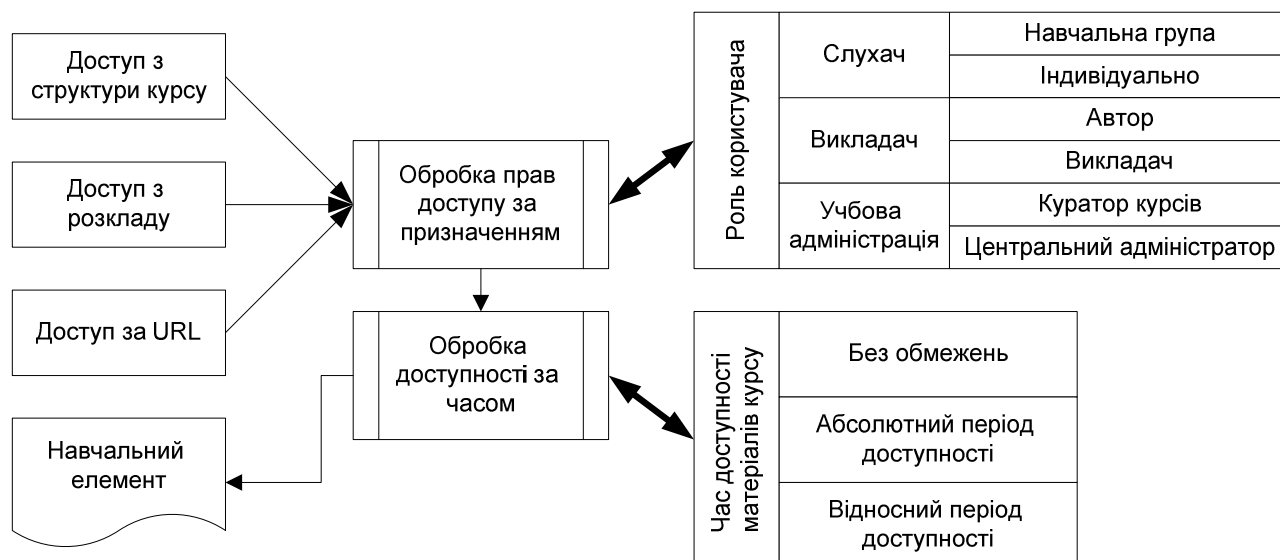 Доступ з
структури курсу
Доступ з
розкладу
Доступ за URL
Навчальний
елемент
Обробка прав
доступу за
призначенням
Обробка
доступності за
часом
Роль користувача
Слухач
Навчальна група
Індивідуально
Викладач
Автор
Викладач
Учбова
адміністрація
Куратор курсів
Центральний адміністратор
Час доступності
матеріалів курсу
Без обмежень
Абсолютний період
доступності
Відносний період
доступності